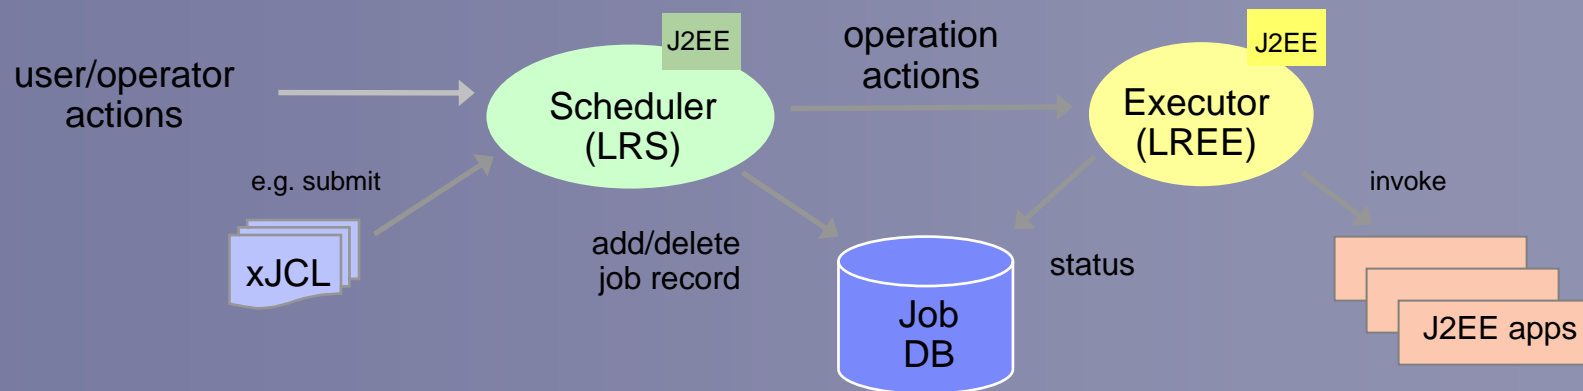 user/operator
actions
e.g. submit
xJCL
J2EE
Scheduler
(LRS)
add/delete
job record
operation
actions
Job
DB
J2EE
Executor
(LREE)
status
invoke
J2EE apps